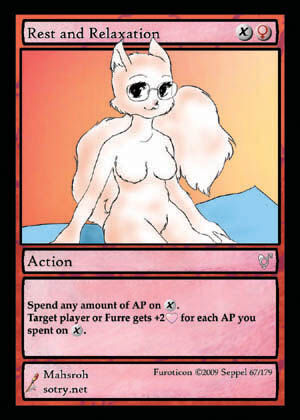 Rest and Relaxation X
Action
Spend any amount of AP on X.
Target player or Furre gets +2♡ for each AP you
spent on X.
Mahsroh
sotry.net
Furoticon ©2009 Seppel 67/179